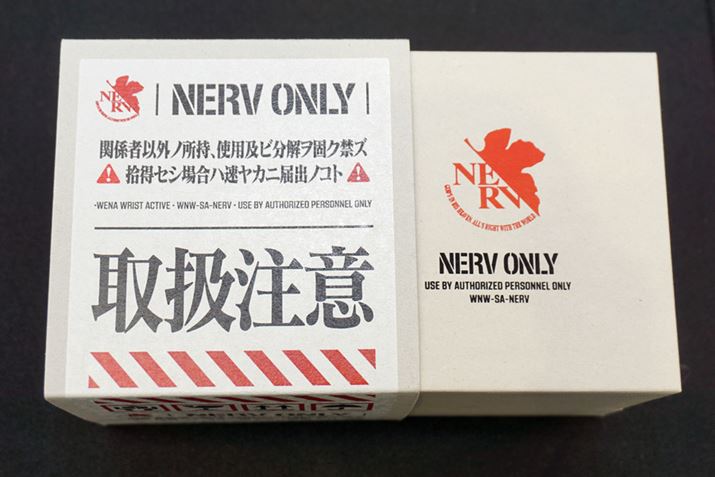 NERV
NERV ONLY
関係者以外ノ所持、使用及ビ分解ヲ固ク禁ズ
拾得セシ場合ハ速ヤカニ届出ノコト
・WENA WRIST ACTIVE・WNW-SA-NERV・USE BY AUTHORIZED PERSONNEL ONLY
取扱注意
NERV ONLY
NERV
GOD'S IN HIS HEAVEN. ALL'S RIGHT WITH THE WORLD
NERV ONLY
USE BY AUTHORIZED PERSONNEL ONLY
WNW-SA-NERV